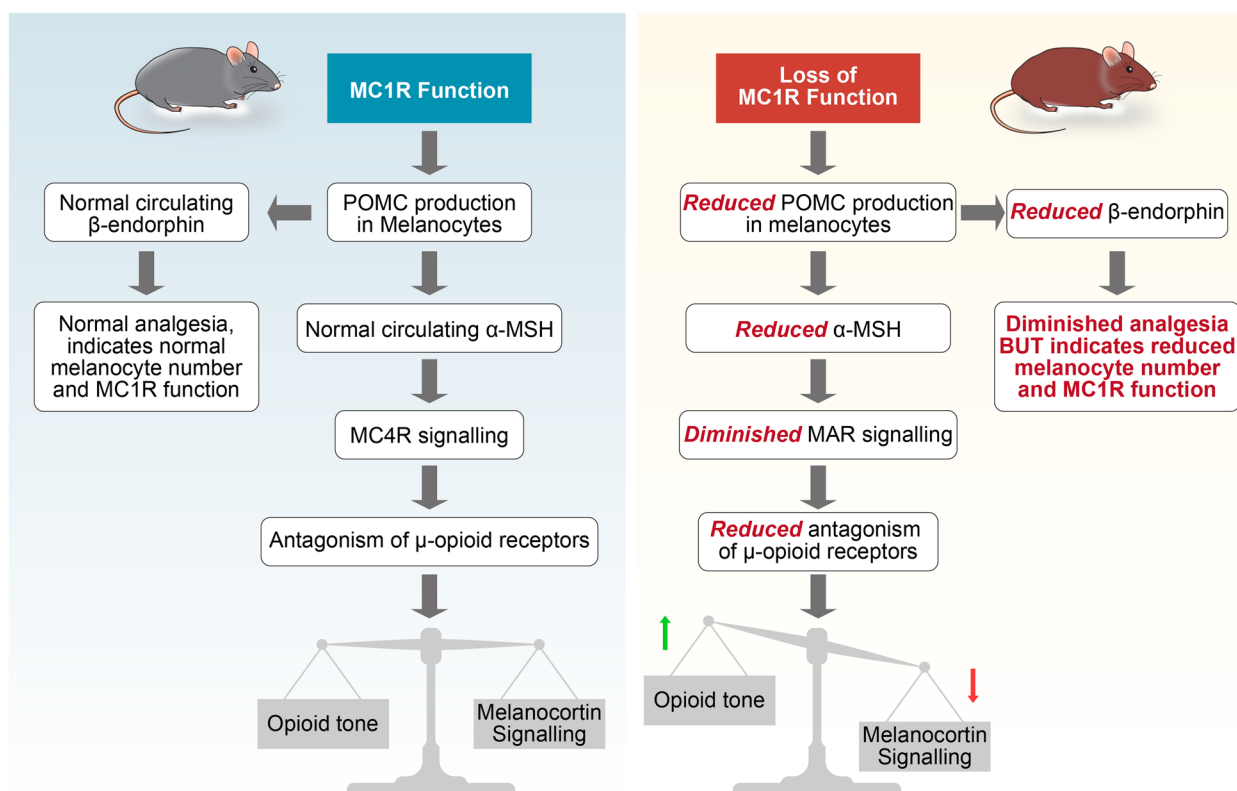 MC1R Function
Normal circulating
β-endorphin
POMC production
in Melanocytes
Normal analgesia,
indicates normal
melanocyte number
and MC1R function
Normal circulating α-MSH
MC4R signalling
Antagonism of μ-opioid receptors
Opioid tone
Melanocortin
Signalling
Loss of
MC1R Function
Reduced POMC production
in melanocytes
Reduced β-endorphin
Reduced α-MSH
Diminished analgesia
BUT indicates reduced
melanocyte number
and MC1R function
Diminished MAR signalling
Reduced antagonism
of μ-opioid receptors
Opioid tone
Melanocortin
Signalling